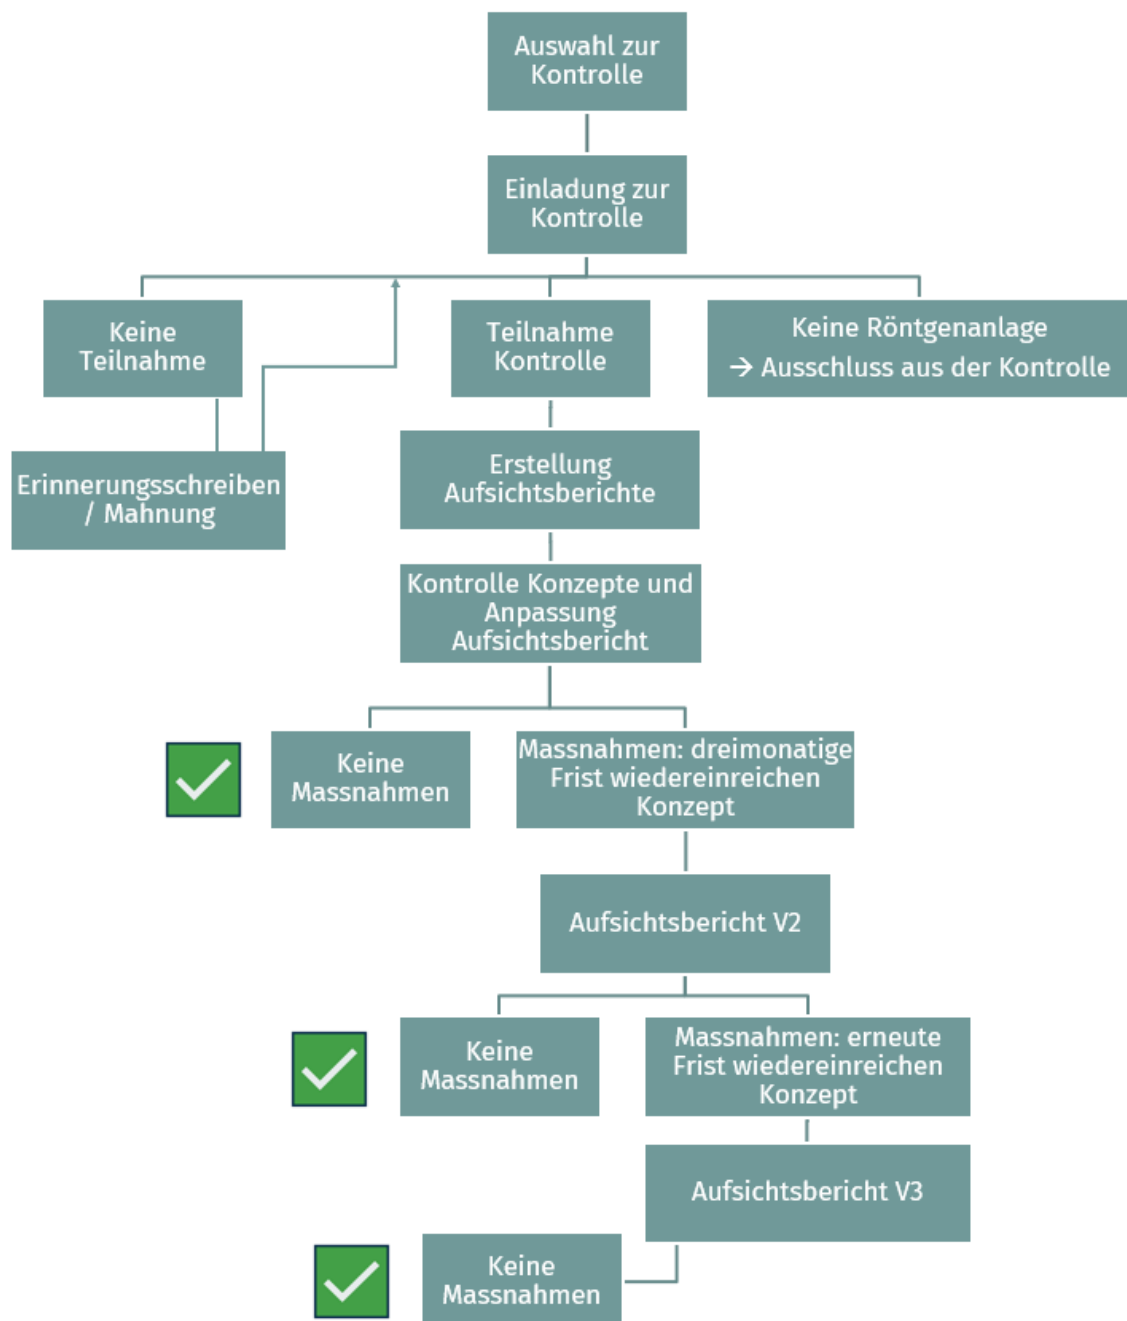 Auswahl zur
Kontrolle
Einladung zur
Kontrolle
Keine
Teilnahme
Teilnahme
Kontrolle
Keine Röntgenanlage
→ Ausschluss aus der Kontrolle
Erinnerungsschreiben
/ Mahnung
Erstellung
Aufsichtsberichte
Kontrolle Konzepte und
Anpassung
Aufsichtsbericht
Keine
Massnahmen
Massnahmen: dreimonatige
Frist wiedereinreichen
Konzept
Aufsichtsbericht V2
Keine
Massnahmen
Massnahmen: erneute
Frist wiedereinreichen
Konzept
Aufsichtsbericht V3
Keine
Massnahmen